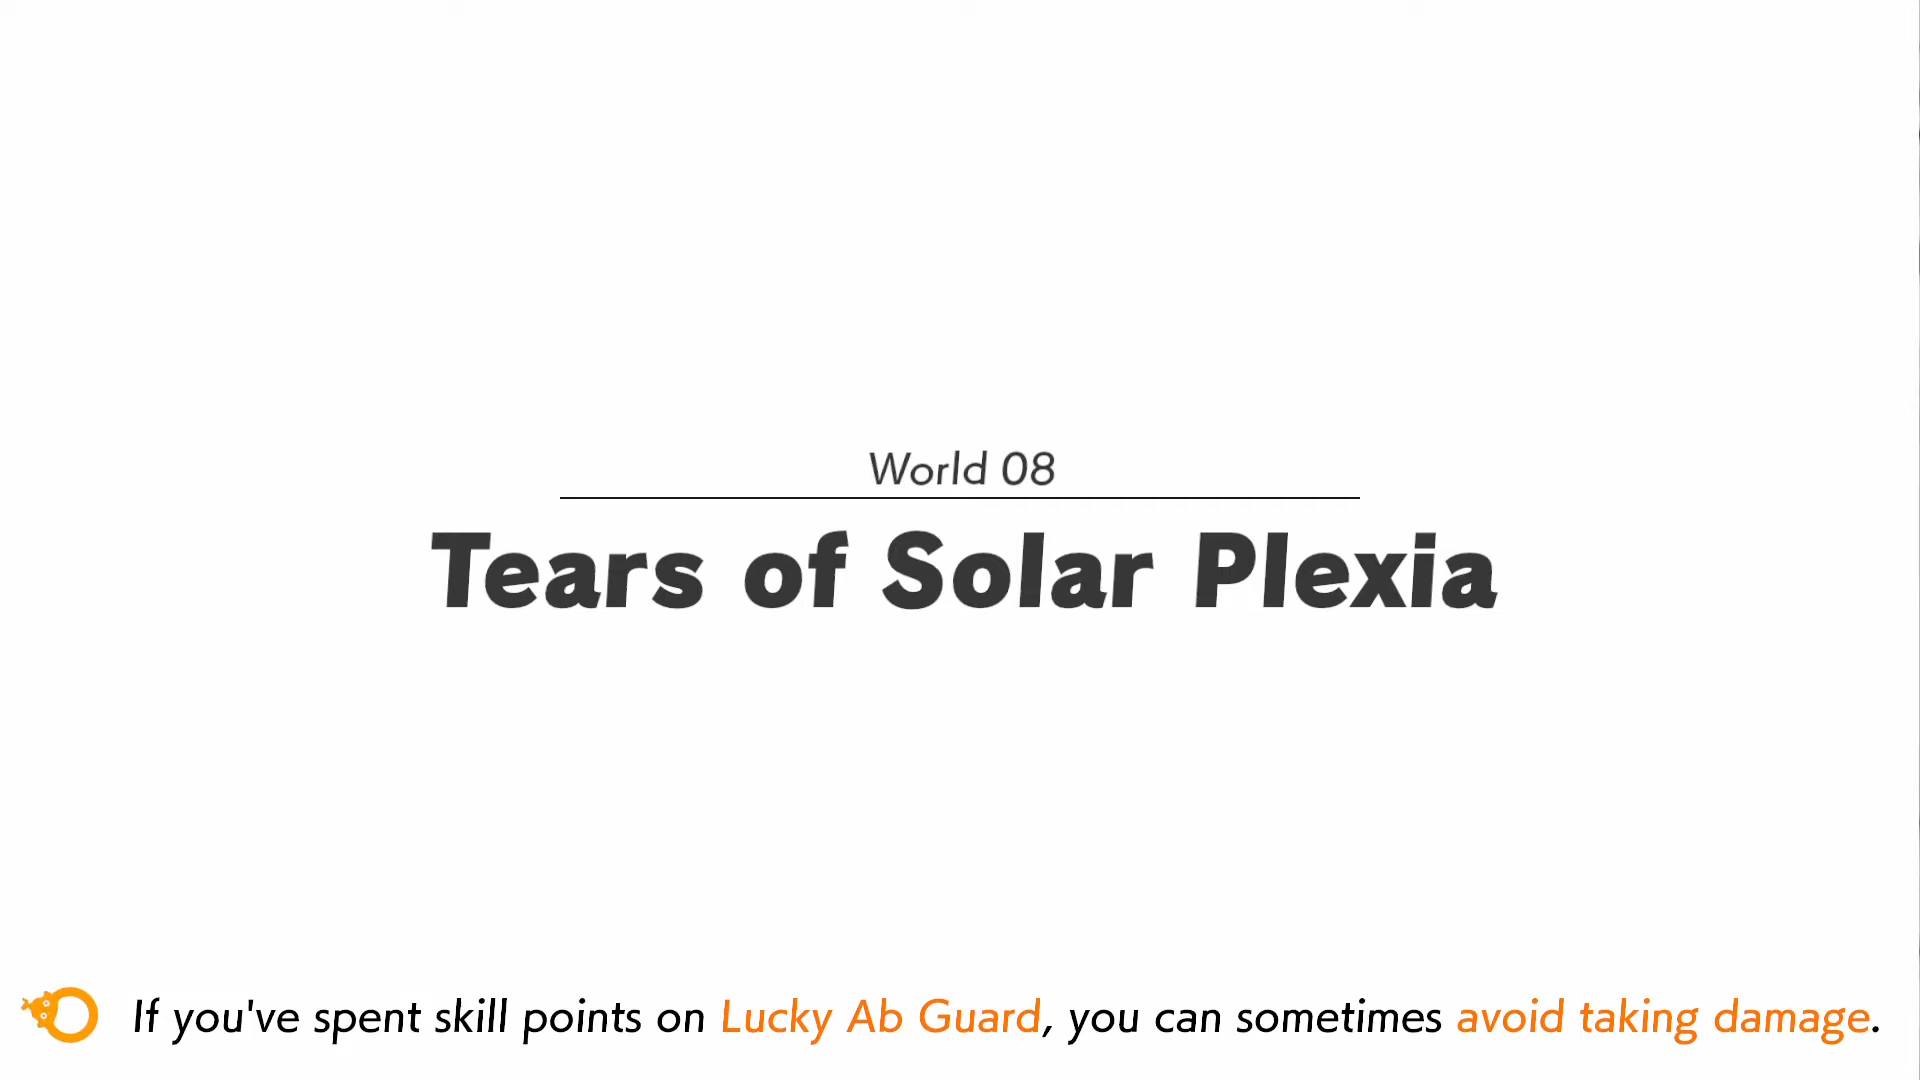 World 08
Tears of Solar Plexia
If you've spent skill points on Lucky Ab Guard, you can sometimes avoid taking damage.